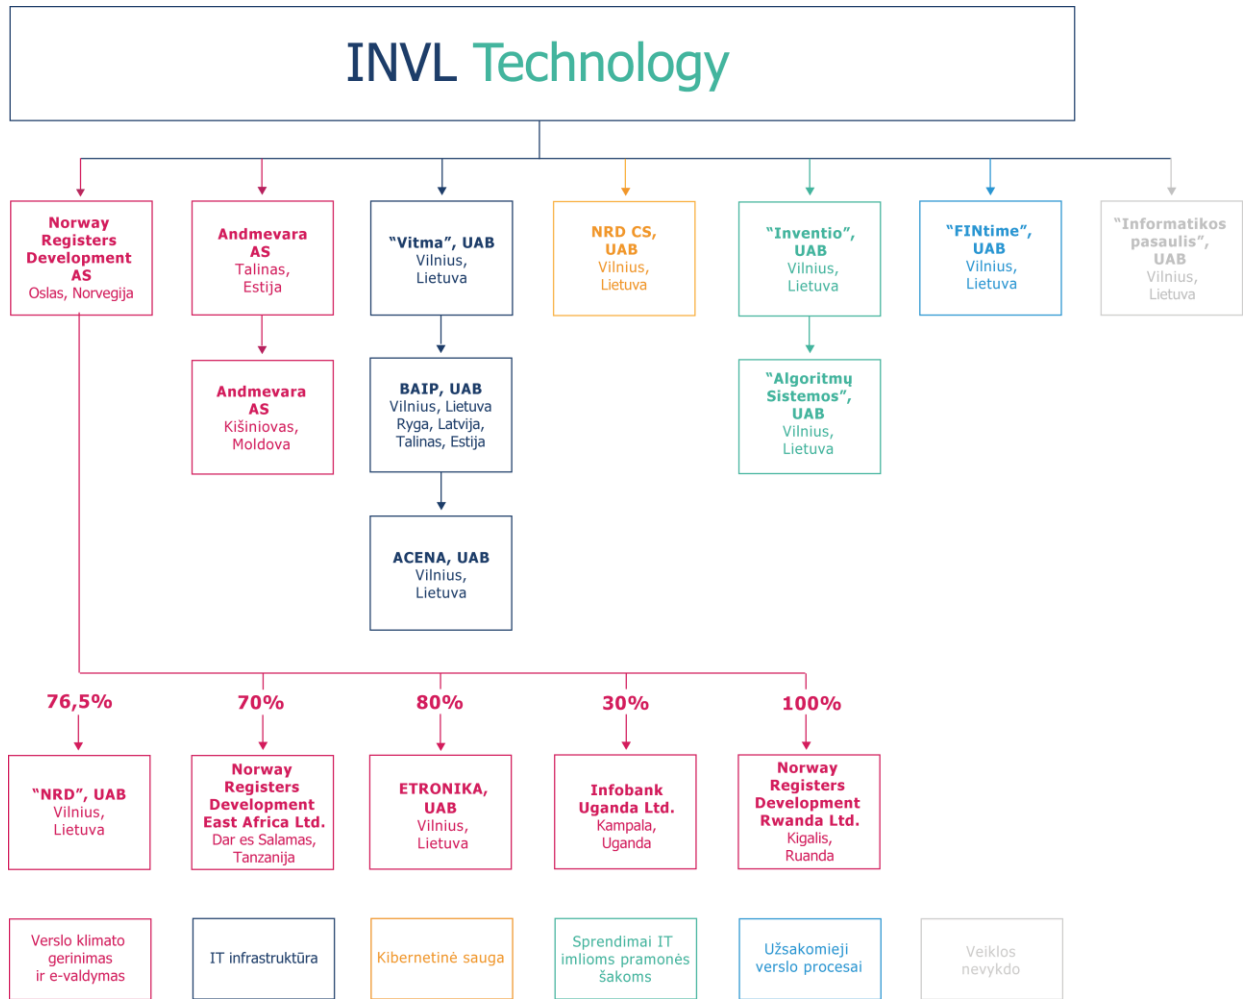 INVL Technology
Norway
Registers
Development
AS
Oslas, Norvegija
Andmevara
AS
Talinas,
Estija
“Vitma”, UAB
Vilnius,
Lietuva
NRD CS,
UAB
Vilnius,
Lietuva
“Inventio”,
UAB
Vilnius,
Lietuva
“FINtime”,
UAB
Vilnius,
Lietuva
“Informatikos
pasaulis”,
UAB
Vilnius,
Lietuva
Andmevara
AS
Kišiniovas,
Moldova
BAIP, UAB
Vilnius, Lietuva
Ryga, Latvija,
Talinas, Estija
“Algoritmų
Sistemos”,
UAB
Vilnius,
Lietuva
ACENA, UAB
Vilnius,
Lietuva
76,5%
70%
80%
30%
100%
“NRD”, UAB
Vilnius,
Lietuva
Norway
Registers
Development
East Africa Ltd.
Dar es Salamas,
Tanzanija
ETRONIKA,
UAB
Vilnius,
Lietuva
Infobank
Uganda Ltd.
Kampala,
Uganda
Norway
Registers
Development
Rwanda Ltd.
Kigalis,
Ruanda
Verslo klimato
gerinimas
ir e-valdymas
IT infrastruktūra
Kibernetinė sauga
Sprendimai IT
imlioms pramonės
šakoms
Užsakomieji
verslo procesai
Veiklos
nevykdo